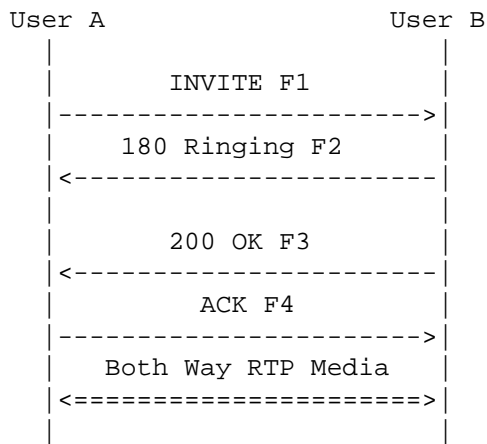 User A User B
INVITE F1
180 Ringing F2
200 OK F3
ACK F4
Both Way RTP Media